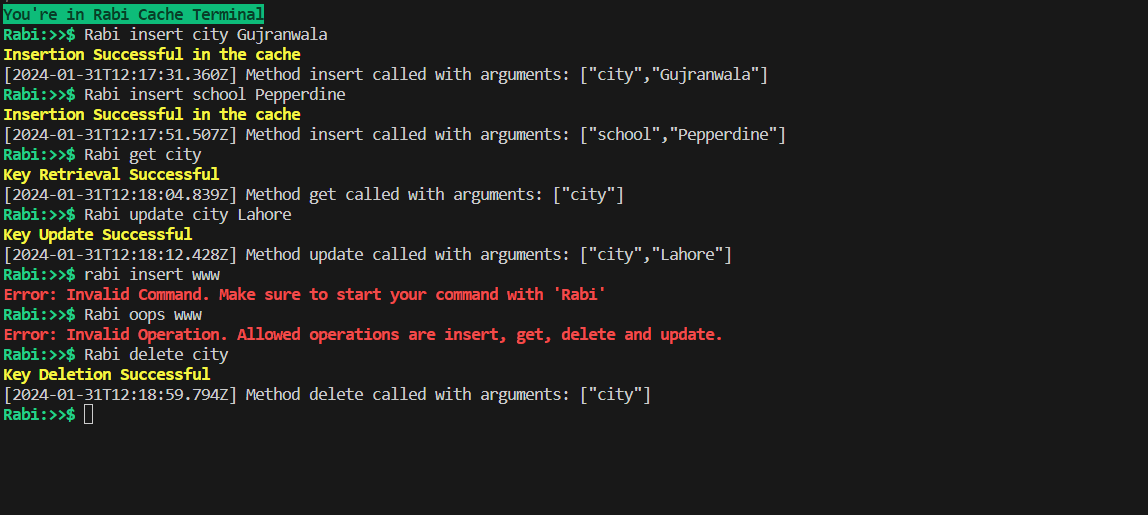 You're in Rabi Cache Terminal
Rabi:>>$ Rabi insert city Gujranwala
Insertion Successful in the cache
[2024-01-31T12:17:31.360Z] Method insert called with arguments: ["city","Gujranwala"]
Rabi:>>$ Rabi insert school Pepperdine
Insertion Successful in the cache
[2024-01-31T12:17:51.507Z] Method insert called with arguments: ["school","Pepperdine"]
Rabi:>>$ Rabi get city
Key Retrieval Successful
[2024-01-31T12:18:04.839Z] Method get called with arguments: ["city"]
Rabi:>>$ Rabi update city Lahore
Key Update Successful
[2024-01-31T12:18:12.428Z] Method update called with arguments: ["city","Lahore"]
Rabi:>>$ rabi insert www
Error: Invalid Command. Make sure to start your command with 'Rabi'
Rabi:>>$ Rabi oops www
Error: Invalid Operation. Allowed operations are insert, get, delete and update.
Rabi:>>$ Rabi delete city
Key Deletion Successful
[2024-01-31T12:18:59.794Z] Method delete called with arguments: ["city"]
Rabi:>>$